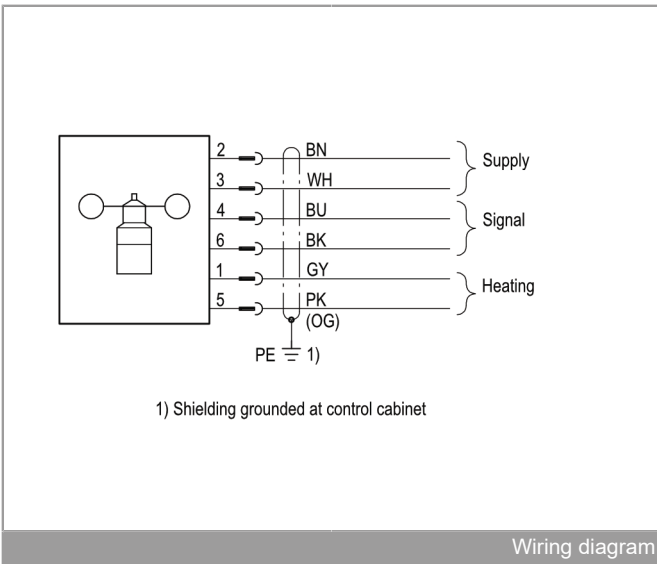 2 BN
3 WH
Supply
4 BU
Signal
6 BK
1 GY
Heating
5 PK
(OG)
PE 1)
1) Shielding grounded at control cabinet
Wiring diagram